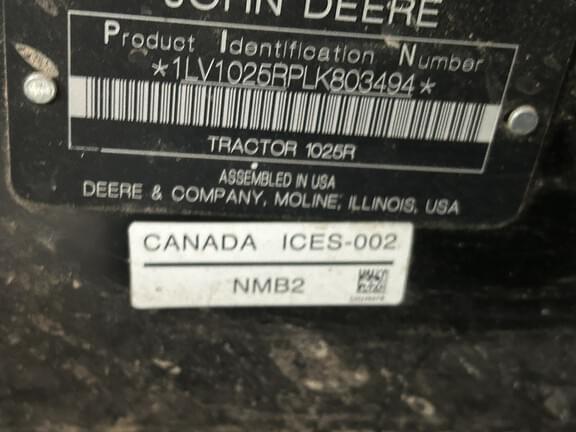 JOHN DEERE
Product Identification Number
*1LV1025RPLK803494*
TRACTOR 1025R
ASSEMBLED IN USA
DEERE & COMPANY, MOLINE, ILLINOIS, USA
CANADA ICES-002
NMB2